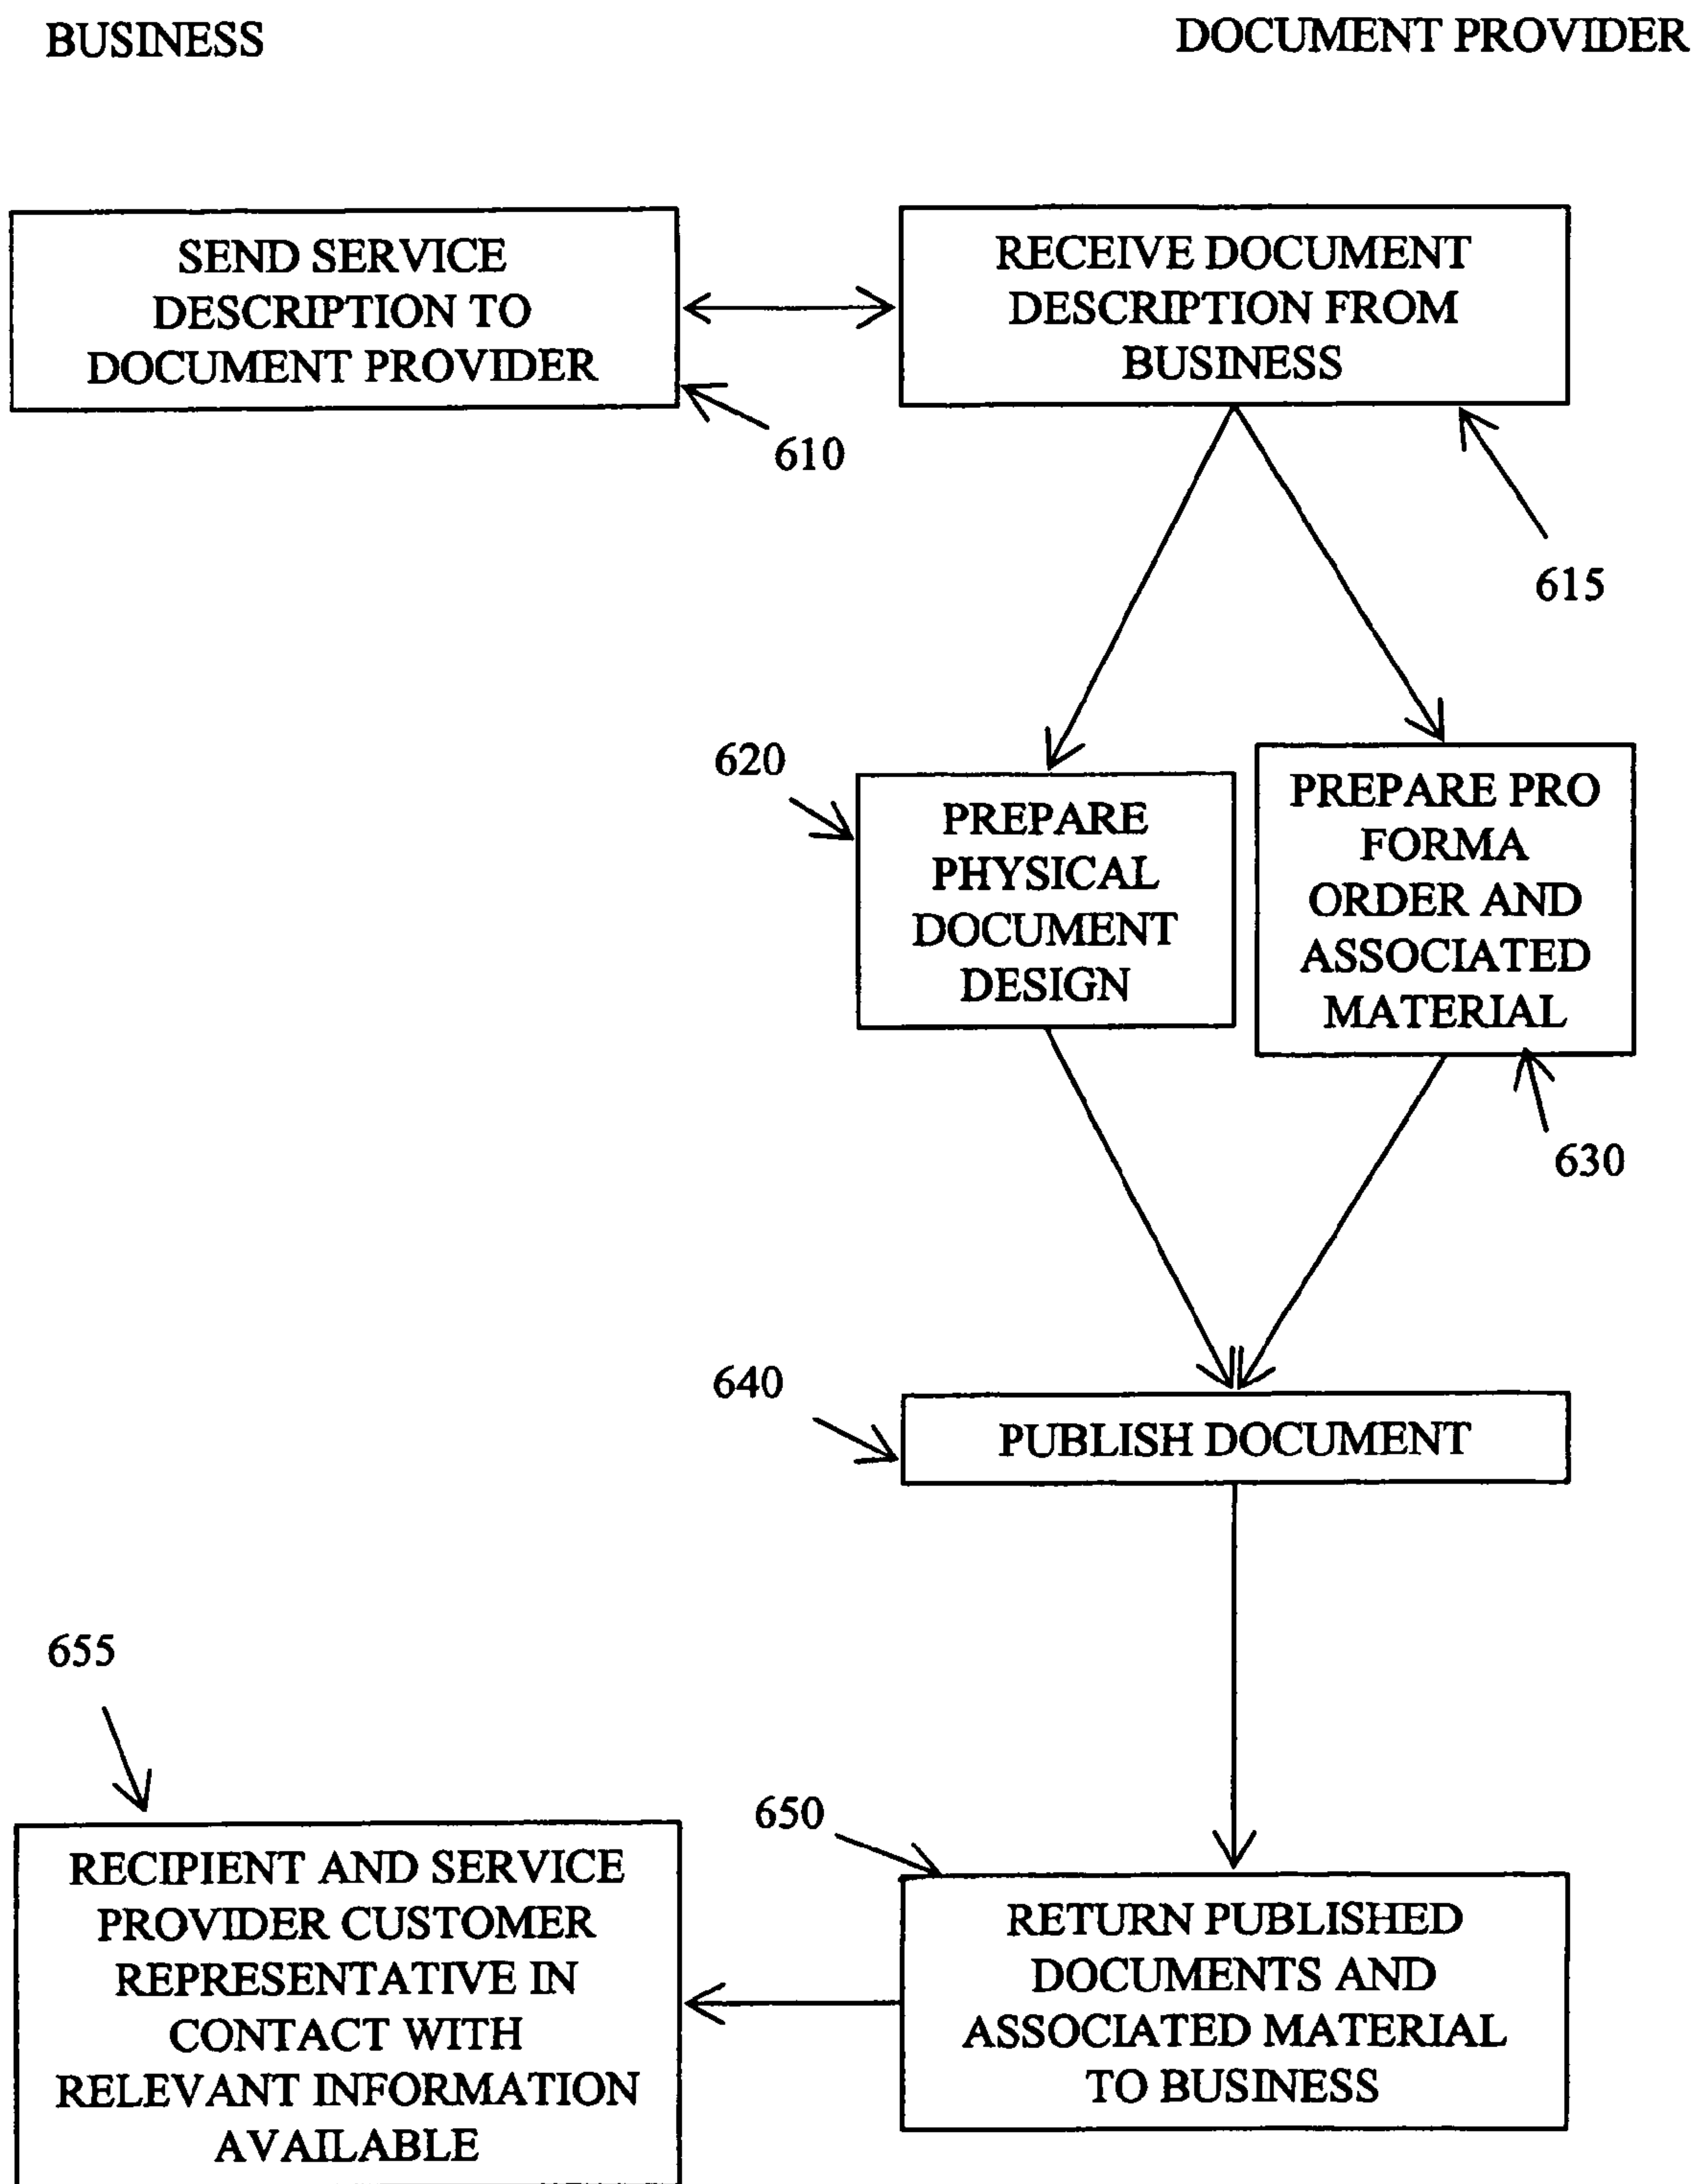 BUSINESS
DOCUMENT PROVIDER
SEND SERVICE
DESCRIPTION TO
DOCUMENT PROVIDER
610
RECEIVE DOCUMENT
DESCRIPTION FROM
BUSINESS
615
620
PREPARE
PHYSICAL
DOCUMENT
DESIGN
PREPARE PRO
FORMA
ORDER AND
ASSOCIATED
MATERIAL
630
640
PUBLISH DOCUMENT
655
RECIPIENT AND SERVICE
PROVIDER CUSTOMER
REPRESENTATIVE IN
CONTACT WITH
RELEVANT INFORMATION
AVAILABLE
650
RETURN PUBLISHED
DOCUMENTS AND
ASSOCIATED MATERIAL
TO BUSINESS